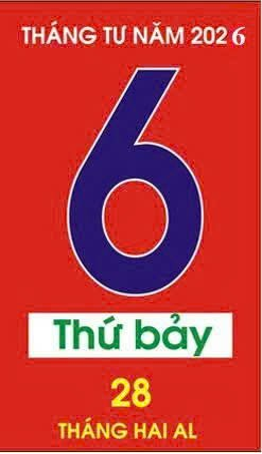 THÁNG TƯ NĂM 2026
6
Thứ bảy
28
THÁNG HAI AL